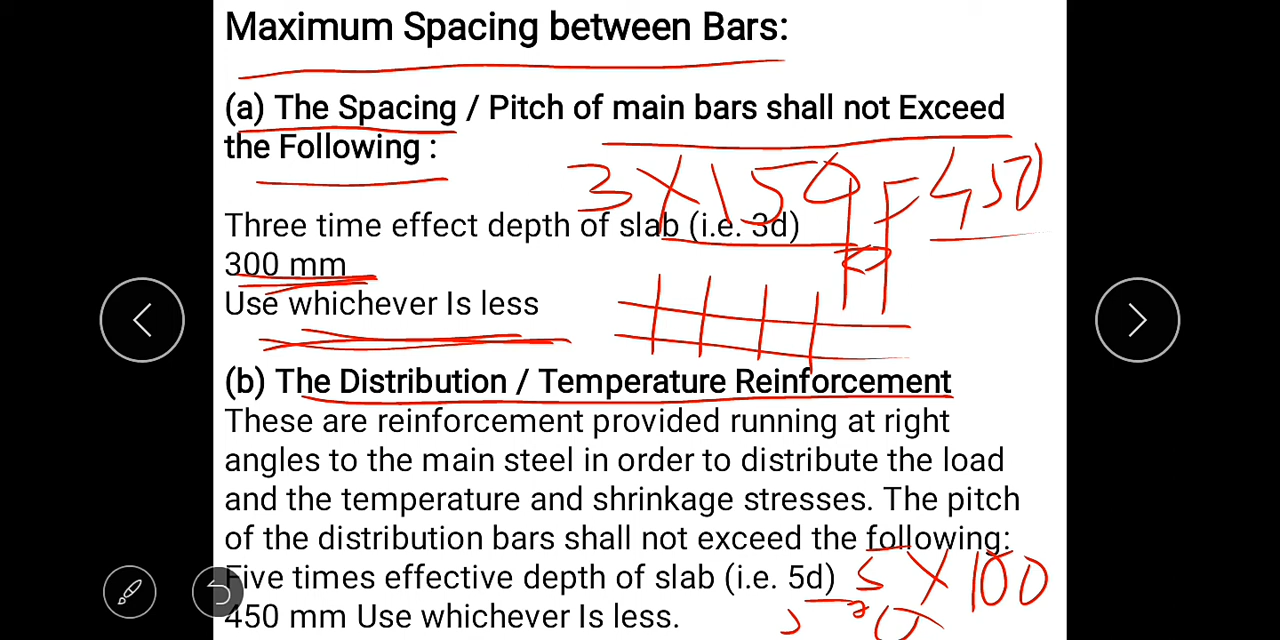 Maximum Spacing between Bars:
(a) The Spacing / Pitch of main bars shall not Exceed
the Following :
3 X 150 = 450
Three time effect depth of slab (i.e. 3d)
300 mm
Use whichever Is less
(b) The Distribution / Temperature Reinforcement
These are reinforcement provided running at right
angles to the main steel in order to distribute the load
and the temperature and shrinkage stresses. The pitch
of the distribution bars shall not exceed the following:
Five times effective depth of slab (i.e. 5d) 5 X 100
450 mm Use whichever Is less.